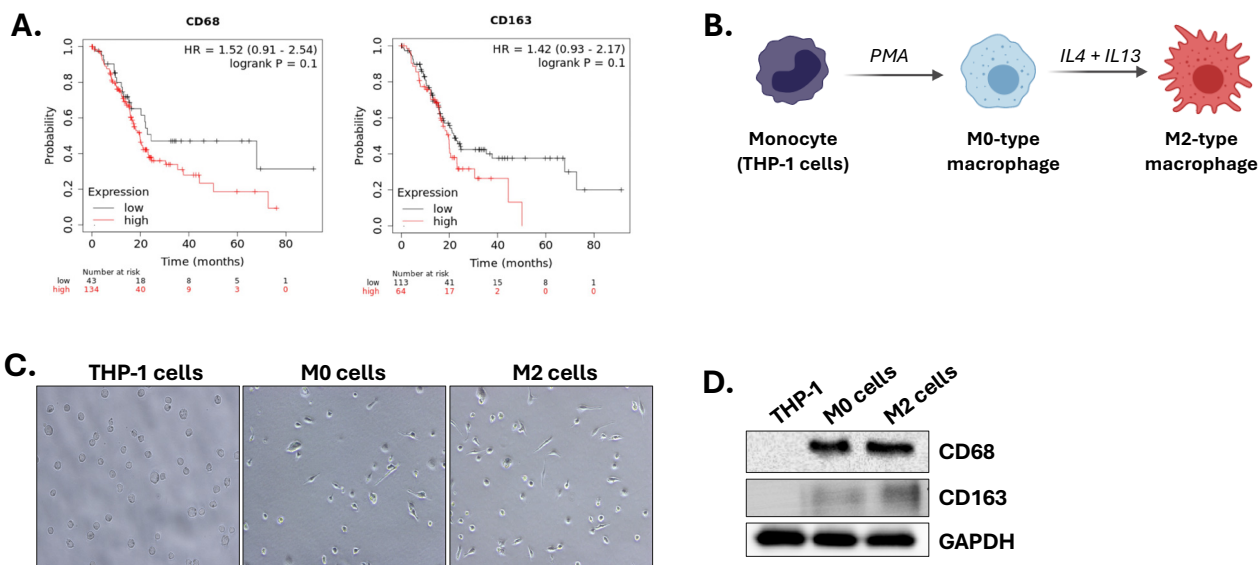 A.
CD68
HR = 1.52 (0.91 - 2.54)
logrank P = 0.1
Probability
1.0
0.8
0.6
0.4
0.2
0.0
Expression
low
high
0 20 40 60 80
Time (months)
Number at risk
low 43 18 8 5 1
high 134 40 9 3 0
CD163
HR = 1.42 (0.93 - 2.17)
logrank P = 0.1
Probability
1.0
0.8
0.6
0.4
0.2
0.0
Expression
low
high
0 20 40 60 80
Time (months)
Number at risk
low 113 41 15 8 1
high 64 17 2 0 0
B.
PMA
IL4 + IL13
Monocyte
(THP-1 cells)
M0-type
macrophage
M2-type
macrophage
C.
THP-1 cells
M0 cells
M2 cells
D.
THP-1
M0 cells
M2 cells
CD68
CD163
GAPDH